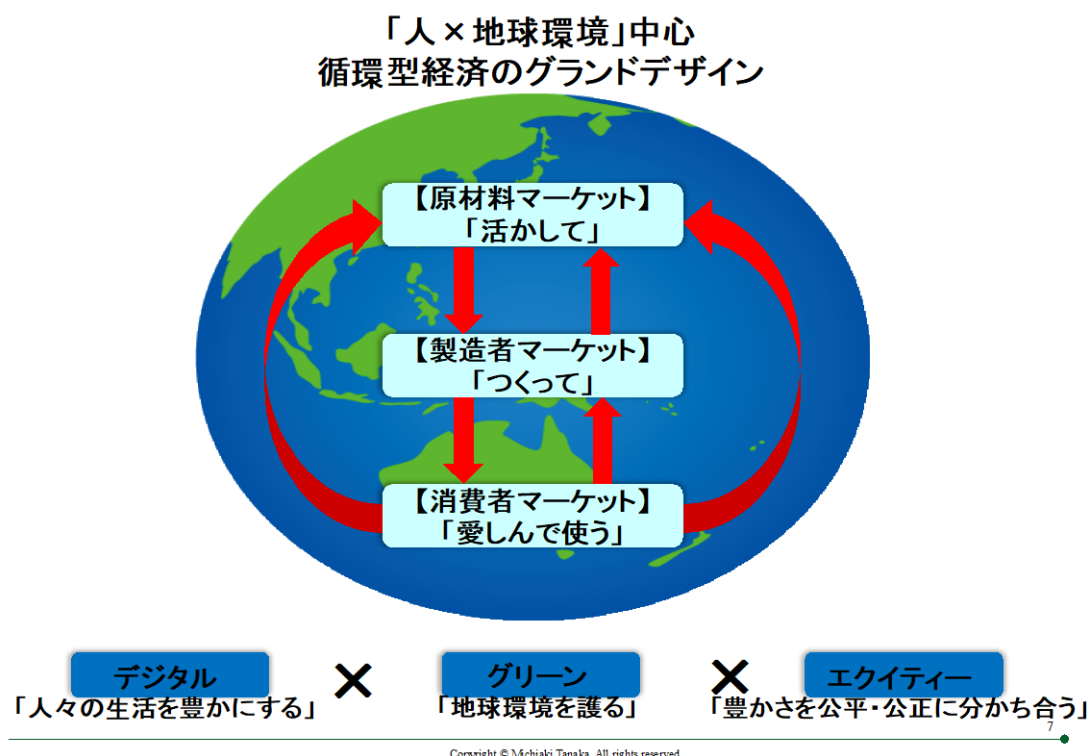 「人×地球環境」中心
循環型経済のグランドデザイン
【原材料マーケット】
「活かして」
【製造者マーケット】
「つくって」
【消費者マーケット】
「愛しんで使う」
デジタル × グリーン × エクイティー
「人々の生活を豊かにする」 「地球環境を護る」 「豊かさを公平・公正に分かち合う」
7
Copyright © Michiaki Tanaka. All rights reserved